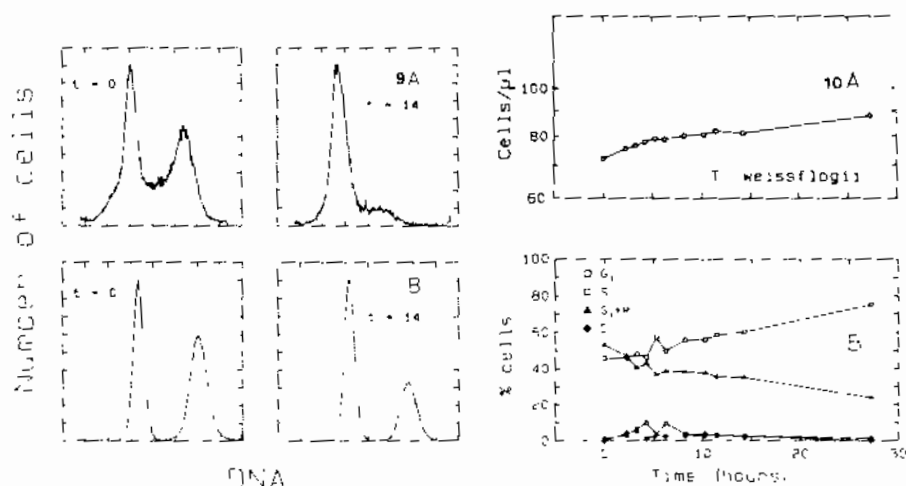 Number of cells
t = 0
9A
t = 14
t = 0
B
t = 14
DNA
10A
Cells/µl
100
80
60
T weissflogii
100
80
60
40
20
0
% cells
G₁
S
B
10
20
30
Time (hours)